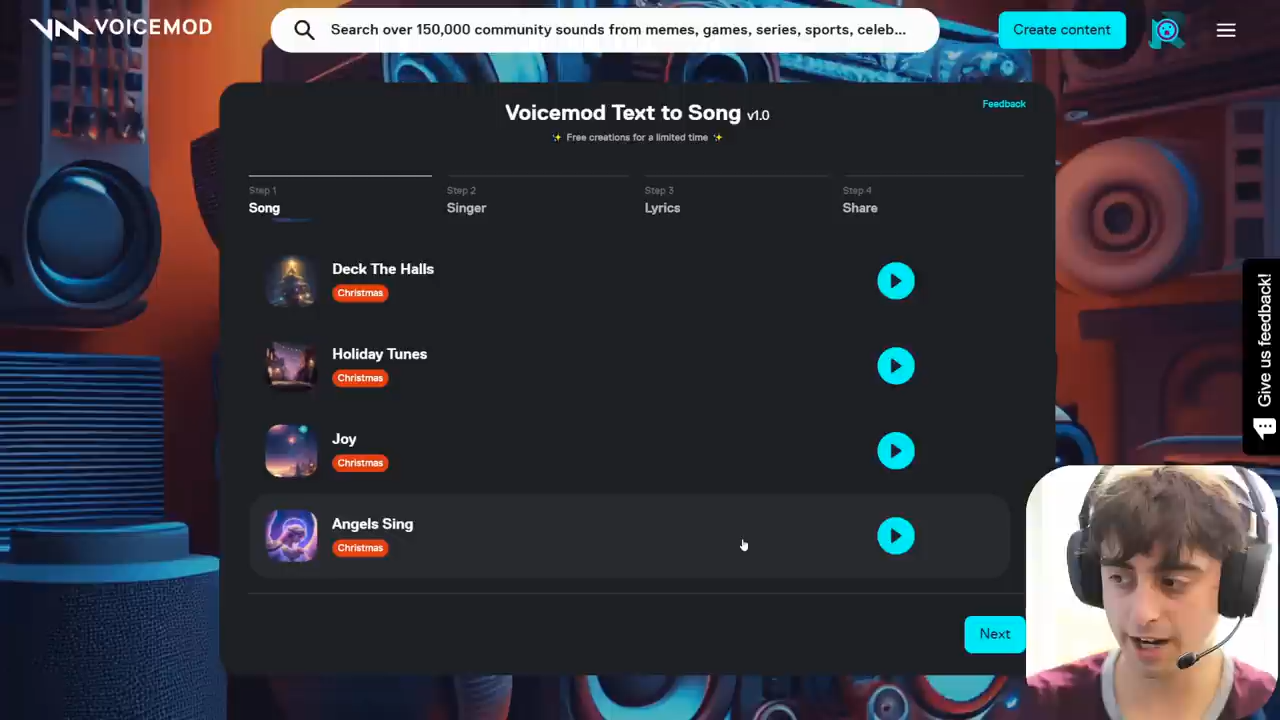 VOICEMOD
Search over 150,000 community sounds from memes, games, series, sports, celeb...
Create content
Voicemod Text to Song v1.0
Feedback
✨ Free creations for a limited time ✨
Step 1
Song
Step 2
Singer
Step 3
Lyrics
Step 4
Share
Deck The Halls
Christmas
Holiday Tunes
Christmas
Joy
Christmas
Angels Sing
Christmas
Next
Give us feedback!